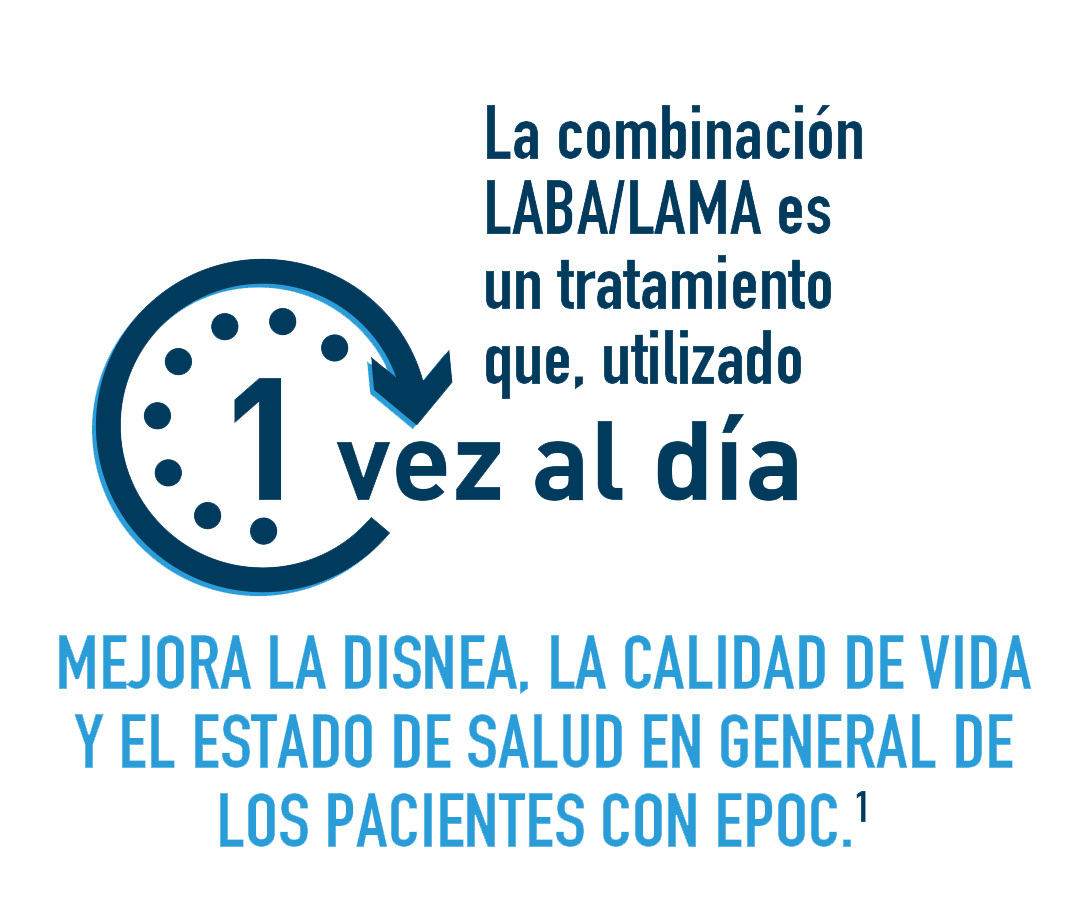 La combinación
LABA/LAMA es
un tratamiento
que, utilizado
1 vez al día
MEJORA LA DISNEA, LA CALIDAD DE VIDA
Y EL ESTADO DE SALUD EN GENERAL DE
LOS PACIENTES CON EPOC.¹